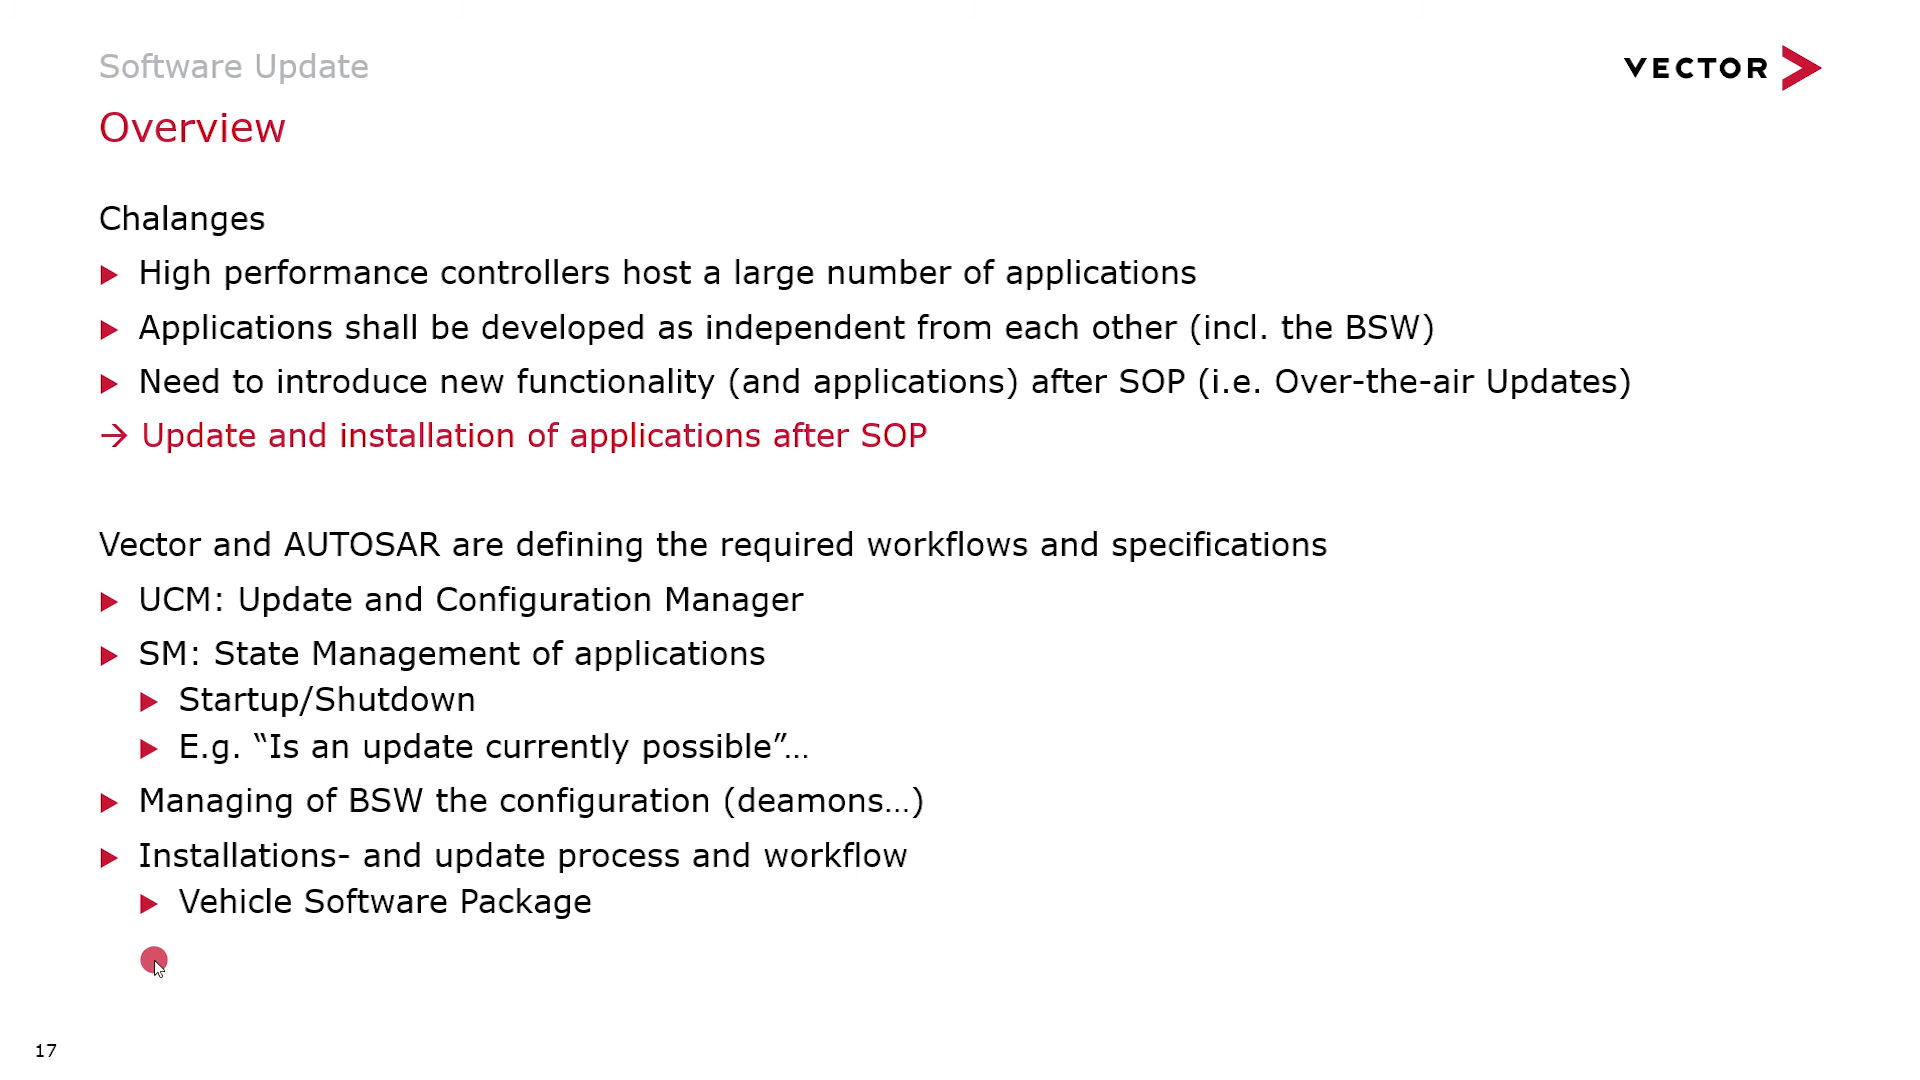 Software Update
VECTOR
Overview
Chalanges
High performance controllers host a large number of applications
Applications shall be developed as independent from each other (incl. the BSW)
Need to introduce new functionality (and applications) after SOP (i.e. Over-the-air Updates)
→ Update and installation of applications after SOP
Vector and AUTOSAR are defining the required workflows and specifications
UCM: Update and Configuration Manager
SM: State Management of applications
Startup/Shutdown
E.g. “Is an update currently possible”…
Managing of BSW the configuration (deamons…)
Installations- and update process and workflow
Vehicle Software Package
17